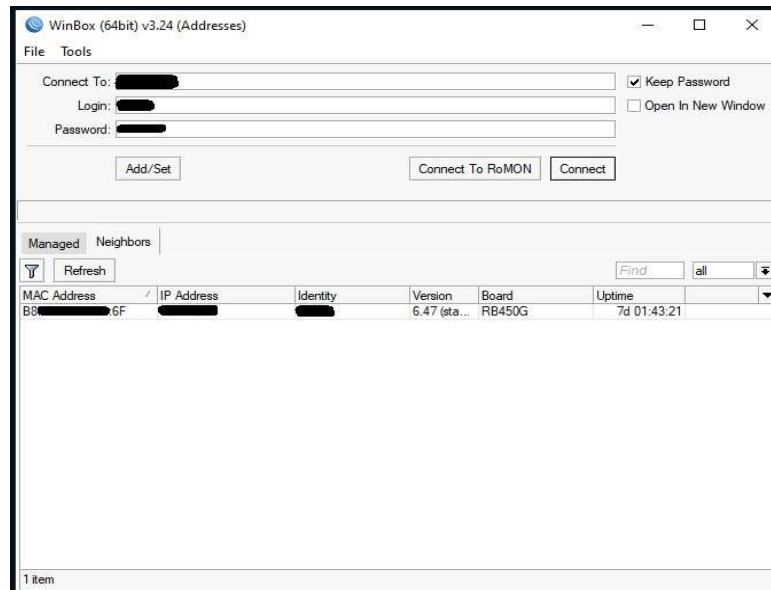 WinBox (64bit) v3.24 (Addresses)
File Tools
Connect To:
Keep Password
Login:
Open In New Window
Password:
Add/Set Connect To RoMON Connect
Managed Neighbors
Refresh Find all
MAC Address IP Address Identity Version Board Uptime
B8 :6F 6.47 (sta... RB450G 7d 01:43:21
1 item